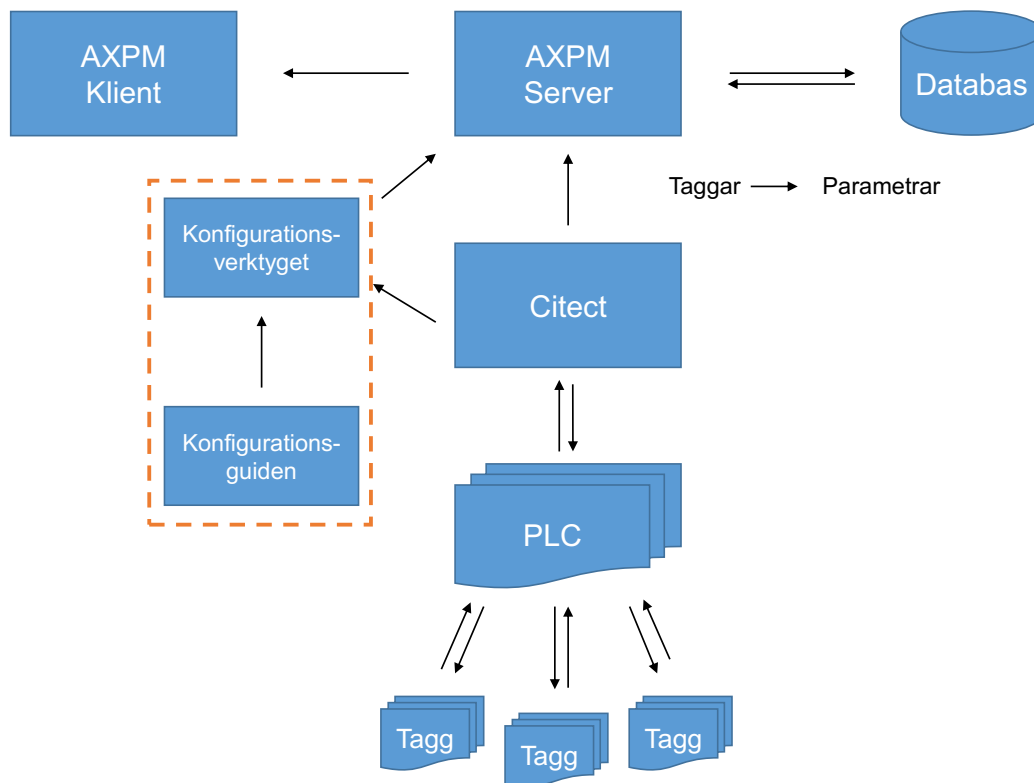 AXPM
Klient
AXPM
Server
Databas
Taggar
Parametrar
Konfigurations-
verktyget
Citect
Konfigurations-
guiden
PLC
Tagg
Tagg
Tagg